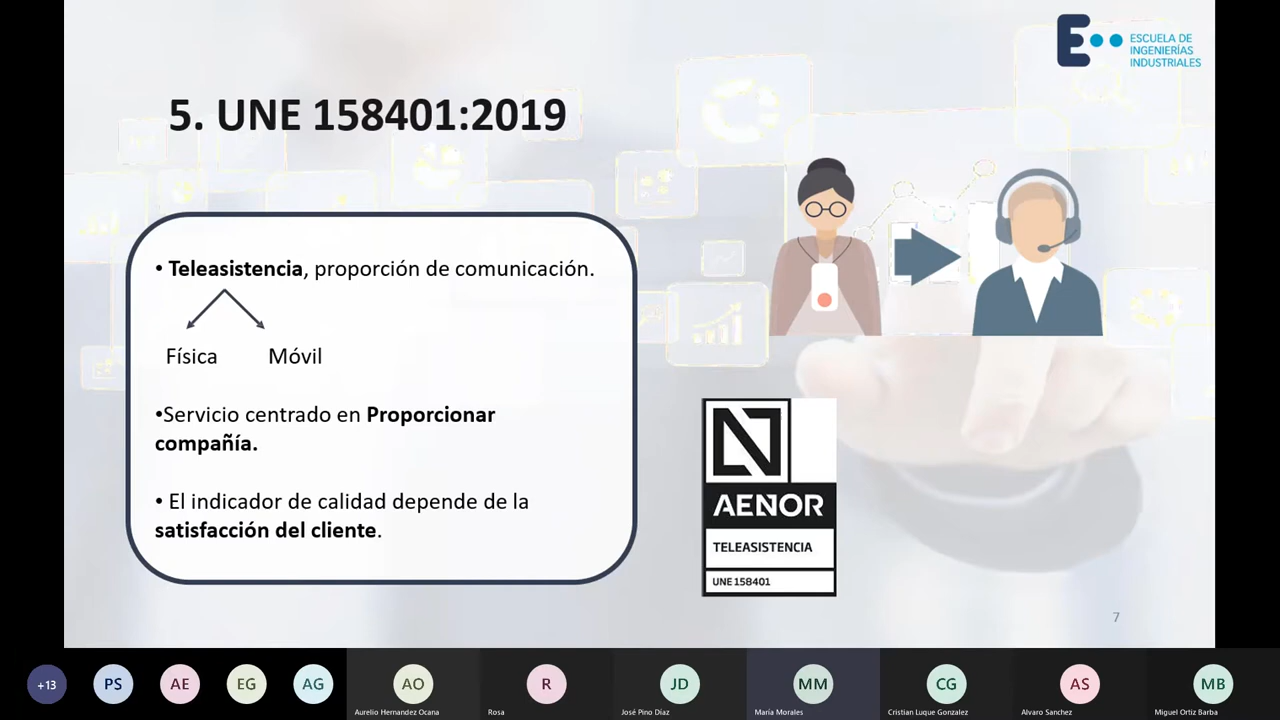 ESCUELA DE
INGENIERÍAS
INDUSTRIALES
5. UNE 158401:2019
• Teleasistencia, proporción de comunicación.
Física
Móvil
•Servicio centrado en Proporcionar
compañía.
• El indicador de calidad depende de la
satisfacción del cliente.
AENOR
TELEASISTENCIA
UNE 158401
7
+13
PS
AE
EG
AG
AO
R
JD
MM
CG
AS
MB
Aurelio Hernandez Ocana
Rosa
José Pino Díaz
María Morales
Cristian Luque Gonzalez
Alvaro Sanchez
Miguel Ortiz Barba